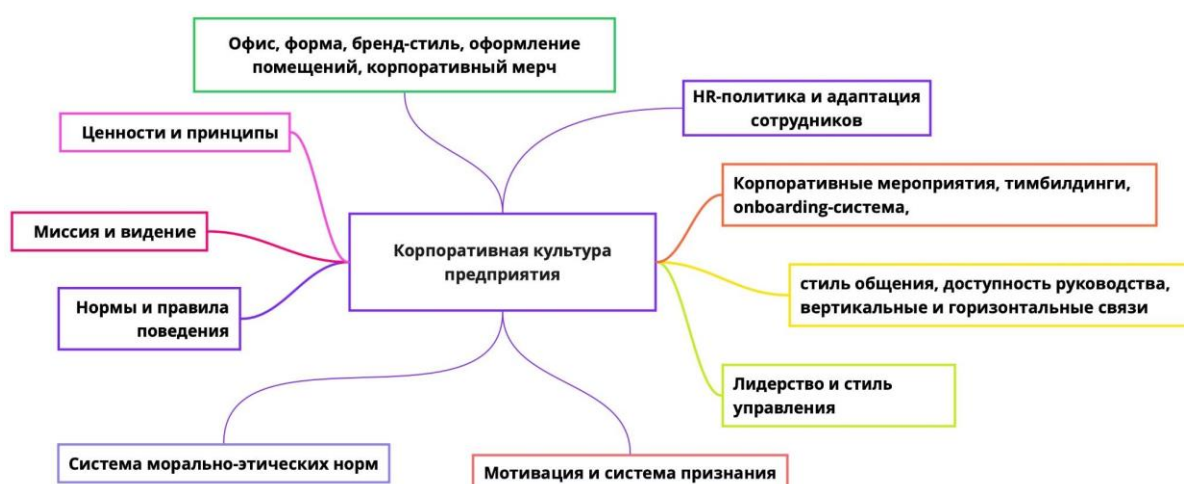 Офис, форма, бренд-стиль, оформление
помещений, корпоративный мерч
HR-политика и адаптация
сотрудников
Ценности и принципы
Корпоративные мероприятия, тимбилдинги,
onboarding-система,
Миссия и видение
Корпоративная культура
предприятия
стиль общения, доступность руководства,
вертикальные и горизонтальные связи
Нормы и правила
поведения
Лидерство и стиль
управления
Система морально-этических норм
Мотивация и система признания